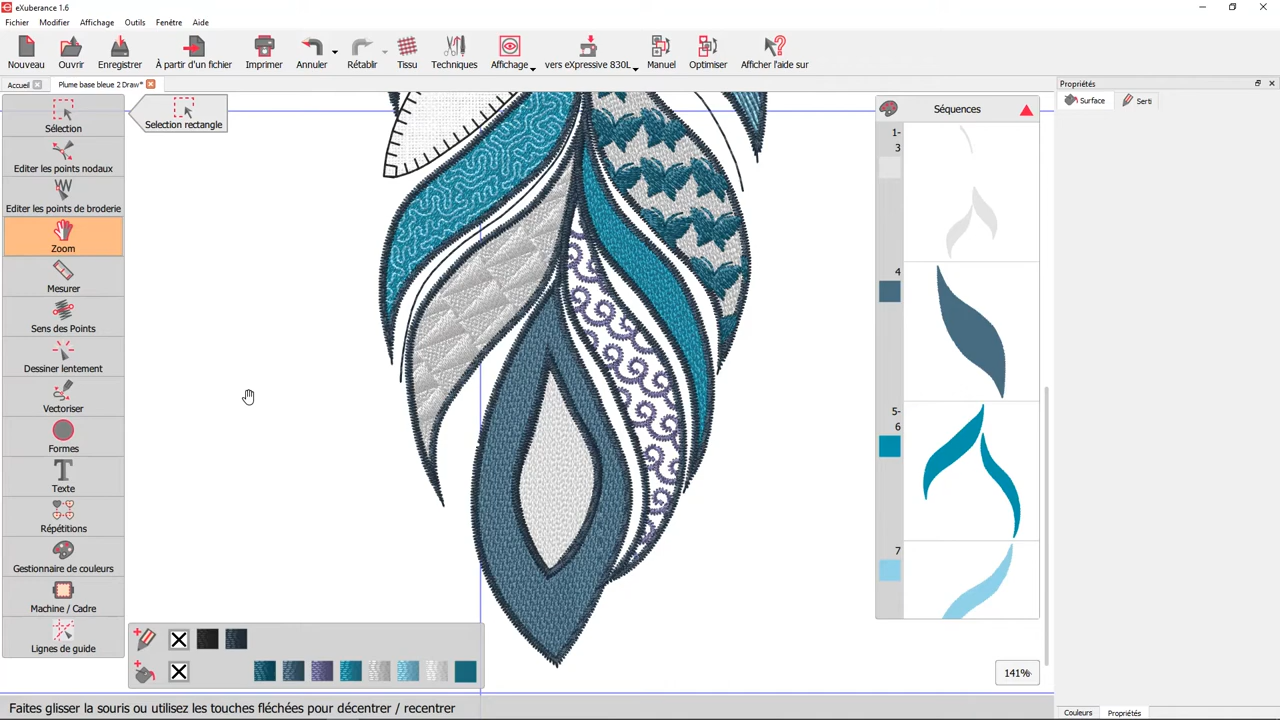 eXuberance 1.6
Fichier Modifier Affichage Outils Fenêtre Aide
Nouveau Ouvrir Enregistrer À partir d'un fichier Imprimer Annuler Rétablir Tissu Techniques Affichage vers eXpressive 830L Manuel Optimiser Afficher l'aide sur
Accueil Plume base bleue 2 Draw*
Propriétés
Surface Serti
Sélection
Selection rectangle
Editer les points nodaux
Editer les points de broderie
Zoom
Mesurer
Sens des Points
Dessiner lentement
Vectoriser
Formes
Texte
Répétitions
Gestionnaire de couleurs
Machine / Cadre
Lignes de guide
Séquences
1-
3
4
5-
6
7
141%
Faites glisser la souris ou utilisez les touches fléchées pour décentrer / recentrer
Couleurs Propriétés